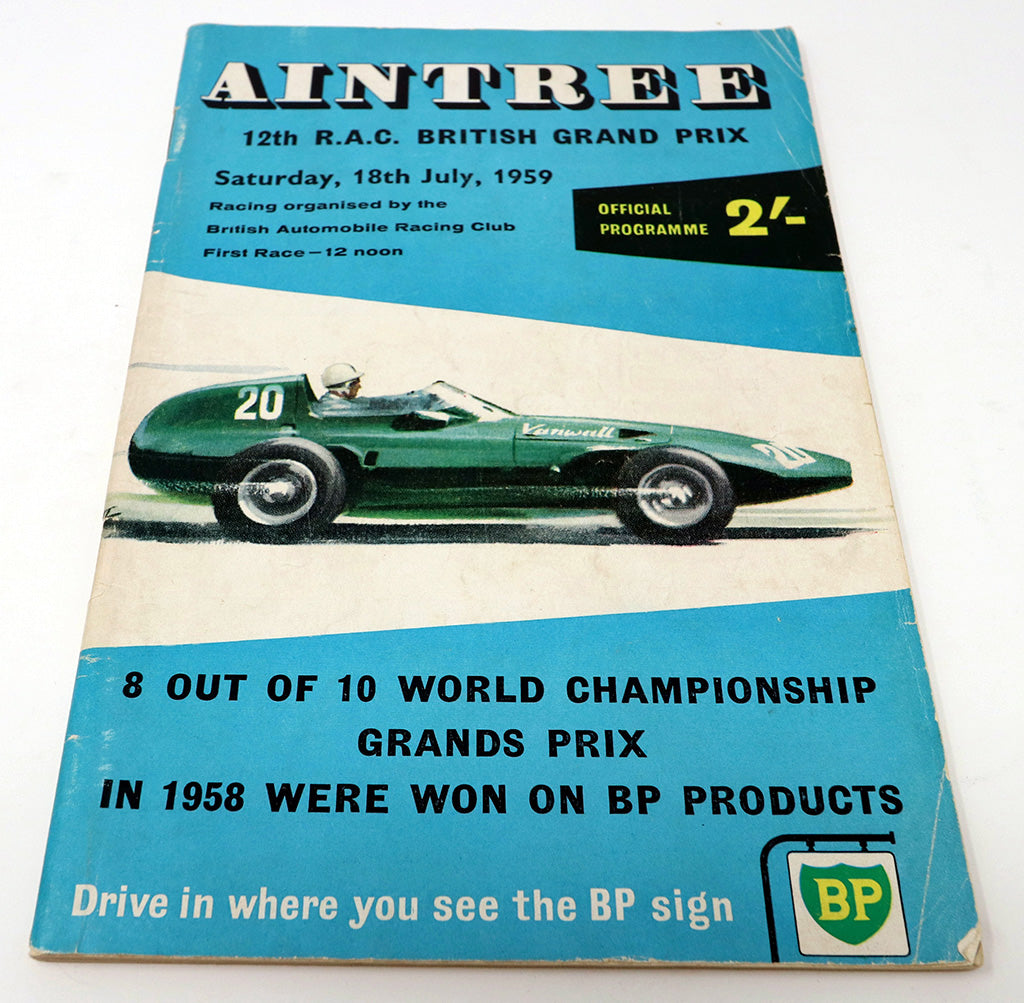 AINTREE
12th R.A.C. BRITISH GRAND PRIX
Saturday, 18th July, 1959
Racing organised by the
British Automobile Racing Club
First Race – 12 noon
OFFICIAL
PROGRAMME
2/-
20
Vanwall
20
8 OUT OF 10 WORLD CHAMPIONSHIP
GRANDS PRIX
IN 1958 WERE WON ON BP PRODUCTS
Drive in where you see the BP sign
BP